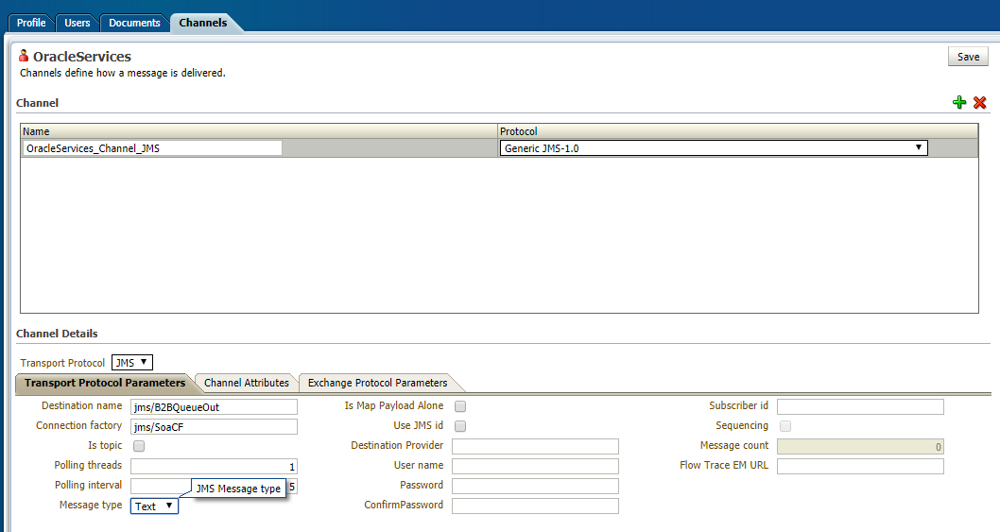 Profile Users Documents Channels
OracleServices Save
Channels define how a message is delivered.
Channel
Name Protocol
OracleServices_Channel_JMS Generic JMS-1.0
Channel Details
Transport Protocol JMS
Transport Protocol Parameters Channel Attributes Exchange Protocol Parameters
Destination name jms/B2BQueueOut Is Map Payload Alone Subscriber id
Connection factory jms/SoaCF Use JMS id Sequencing
Is topic Destination Provider Message count 0
Polling threads 1 User name Flow Trace EM URL
Polling interval 5 JMS Message type Password
Message type Text ConfirmPassword